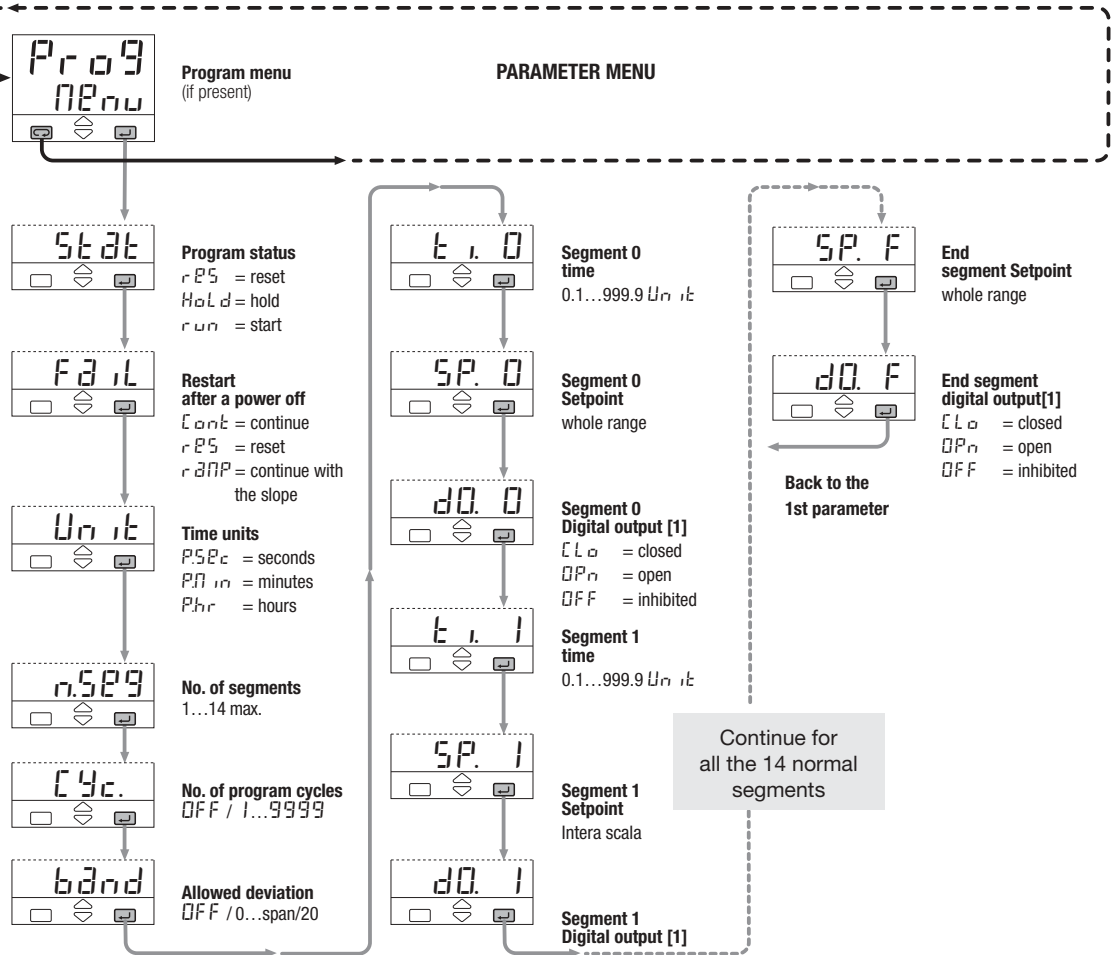 Prog
MEnu
Program menu
(if present)
PARAMETER MENU
Stat
Program status
rES = reset
HoLd = hold
run = start
FaiL
Restart
after a power off
Cont = continue
rES = reset
raMP = continue with
the slope
Unit
Time units
P.SEc = seconds
P.Min = minutes
P.hr = hours
n.SEg
No. of segments
1…14 max.
CYc.
No. of program cycles
OFF / 1…9999
band
Allowed deviation
OFF / 0…span/20
ti. 0
Segment 0
time
0.1…999.9 Unit
SP. 0
Segment 0
Setpoint
whole range
dO. 0
Segment 0
Digital output [1]
CLo = closed
OPn = open
OFF = inhibited
ti. 1
Segment 1
time
0.1…999.9 Unit
SP. 1
Segment 1
Setpoint
Intera scala
dO. 1
Segment 1
Digital output [1]
Continue for
all the 14 normal
segments
SP. F
End
segment Setpoint
whole range
dO. F
End segment
digital output[1]
CLo = closed
OPn = open
OFF = inhibited
Back to the
1st parameter